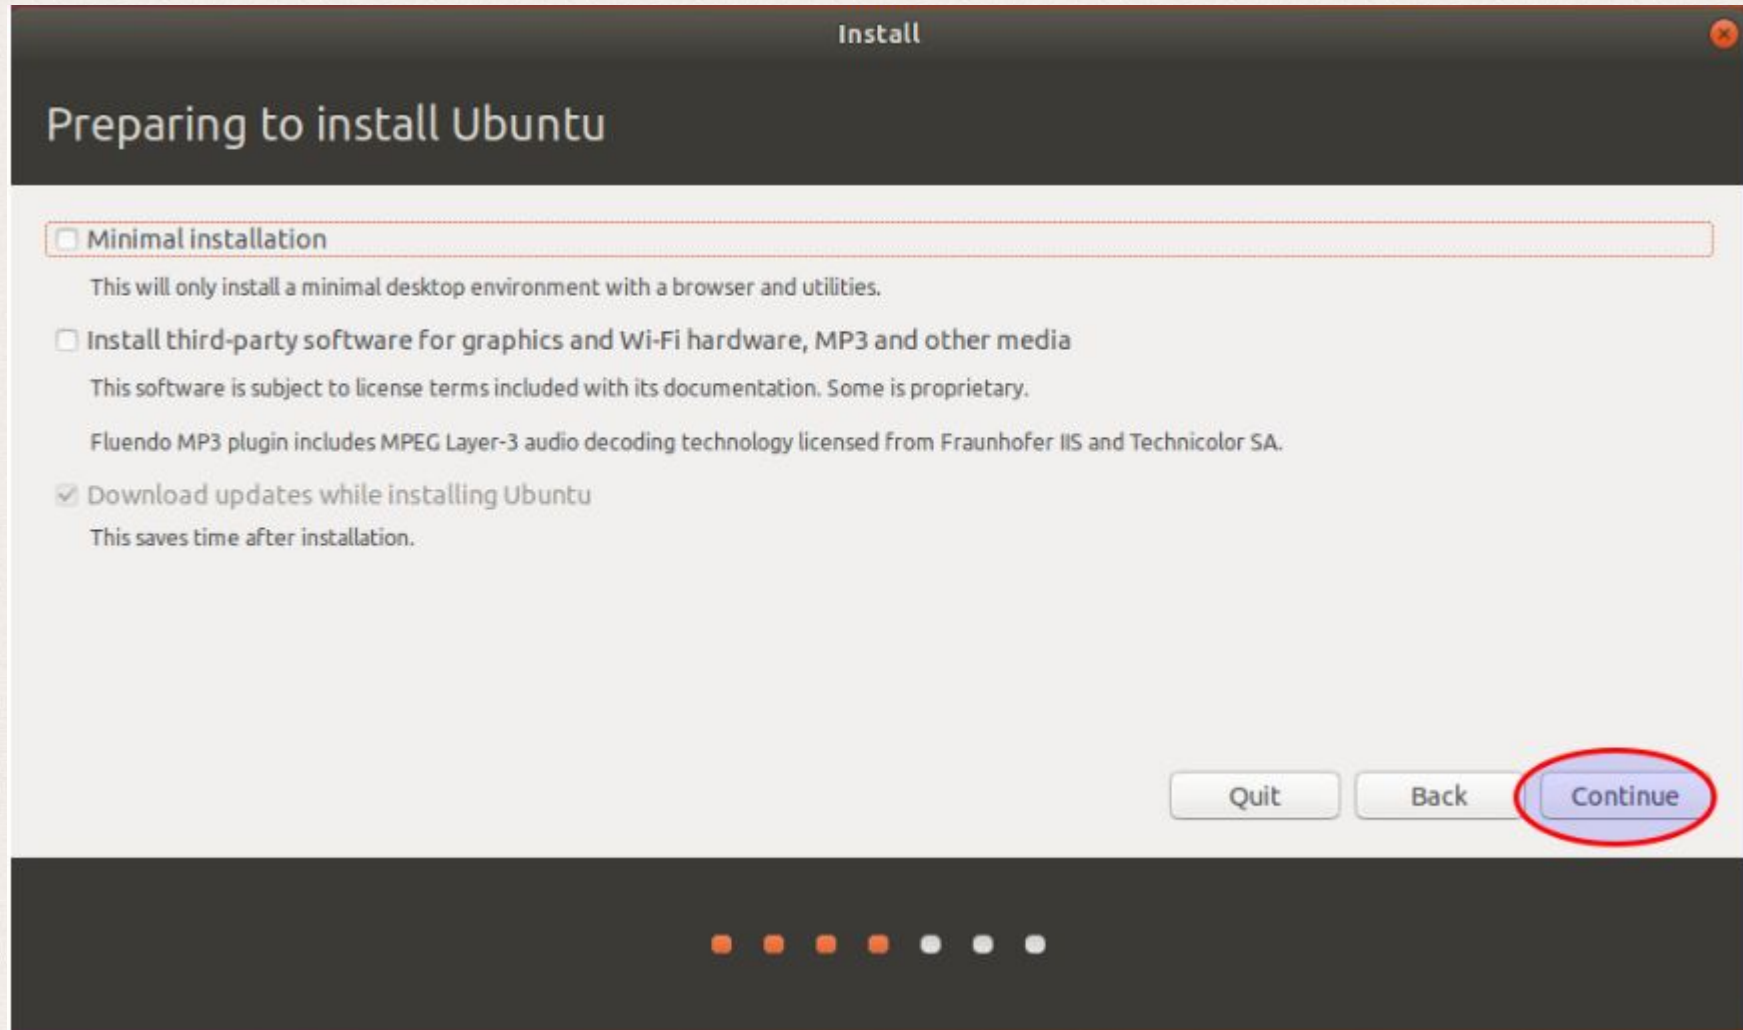 Install
Preparing to install Ubuntu
Minimal installation
This will only install a minimal desktop environment with a browser and utilities.
Install third-party software for graphics and Wi-Fi hardware, MP3 and other media
This software is subject to license terms included with its documentation. Some is proprietary.
Fluendo MP3 plugin includes MPEG Layer-3 audio decoding technology licensed from Fraunhofer IIS and Technicolor SA.
Download updates while installing Ubuntu
This saves time after installation.
Quit Back Continue